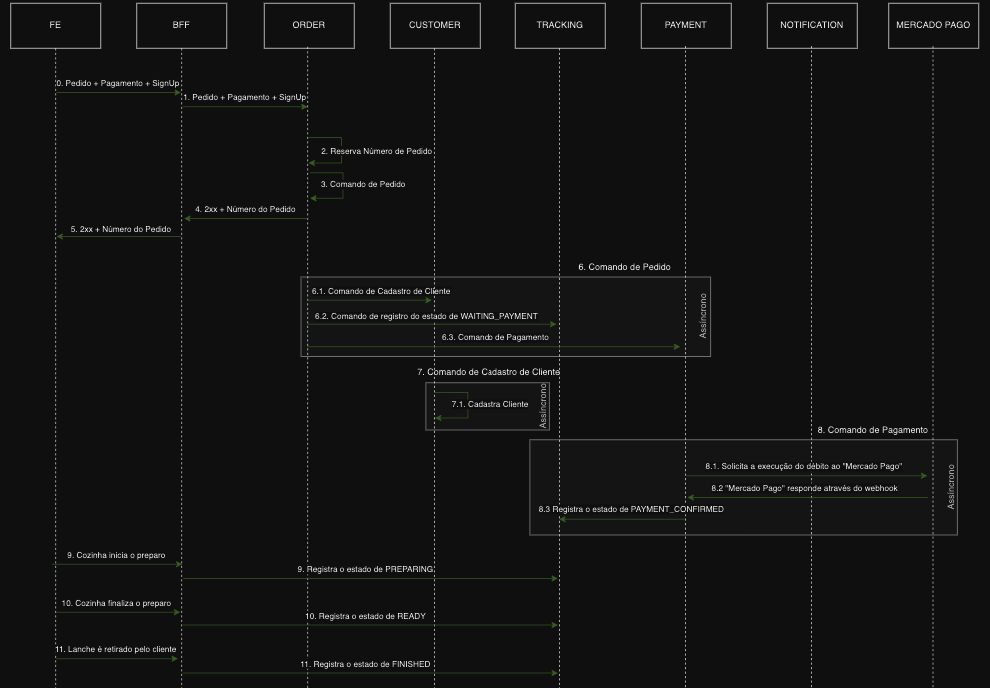 FE
BFF
ORDER
CUSTOMER
TRACKING
PAYMENT
NOTIFICATION
MERCADO PAGO
0. Pedido + Pagamento + SignUp
1. Pedido + Pagamento + SignUp
2. Reserva Número de Pedido
3. Comando de Pedido
4. 2xx + Número do Pedido
5. 2xx + Número do Pedido
6. Comando de Pedido
6.1. Comando de Cadastro de Cliente
6.2. Comando de registro do estado de WAITING_PAYMENT
6.3. Comando de Pagamento
Assíncrono
7. Comando de Cadastro de Cliente
7.1. Cadastra Cliente
Assíncrono
8. Comando de Pagamento
8.1. Solicita a execução do débito ao "Mercado Pago"
8.2 "Mercado Pago" responde através do webhook
8.3 Registra o estado de PAYMENT_CONFIRMED
Assíncrono
9. Cozinha inicia o preparo
9. Registra o estado de PREPARING
10. Cozinha finaliza o preparo
10. Registra o estado de READY
11. Lanche é retirado pelo cliente
11. Registra o estado de FINISHED